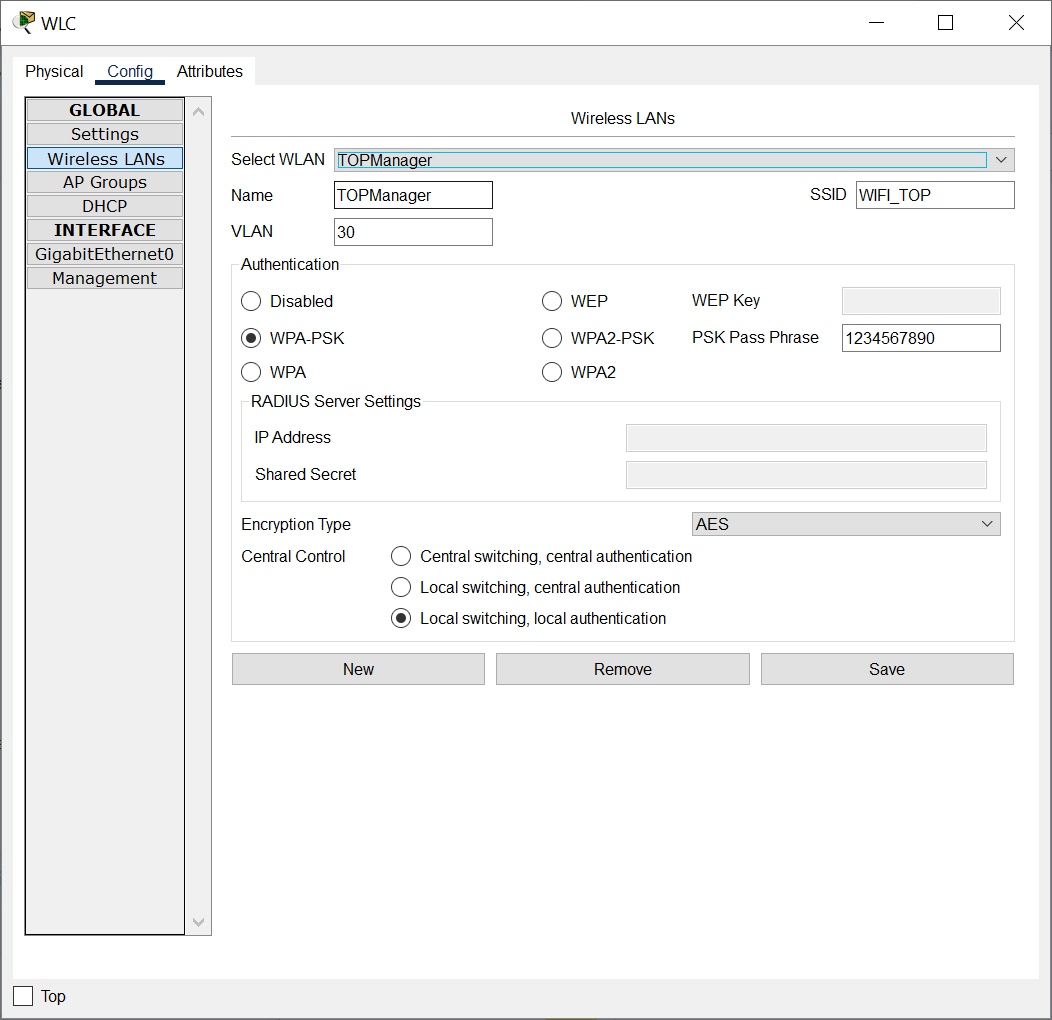 WLC
Physical Config Attributes
GLOBAL
Settings
Wireless LANs
AP Groups
DHCP
INTERFACE
GigabitEthernet0
Management
Wireless LANs
Select WLAN TOPManager
Name TOPManager SSID WIFI_TOP
VLAN 30
Authentication
Disabled WEP WEP Key
WPA-PSK WPA2-PSK PSK Pass Phrase 1234567890
WPA WPA2
RADIUS Server Settings
IP Address
Shared Secret
Encryption Type AES
Central Control Central switching, central authentication
Local switching, central authentication
Local switching, local authentication
New Remove Save
Top